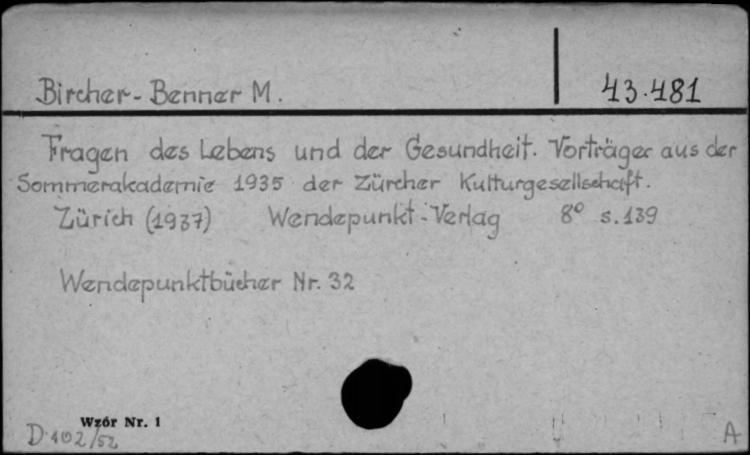 Bircher-Benner M.
43.481
Fragen des Lebens und der Gesundheit. Vorträger aus der
Sommerakademie 1935 der Zürcher Kulturgesellschaft.
Zürich (1937) Wendepunkt-Verlag 8° s.139
Wendepunktbücher Nr. 32
Wzór Nr. 1
D.102/52
A